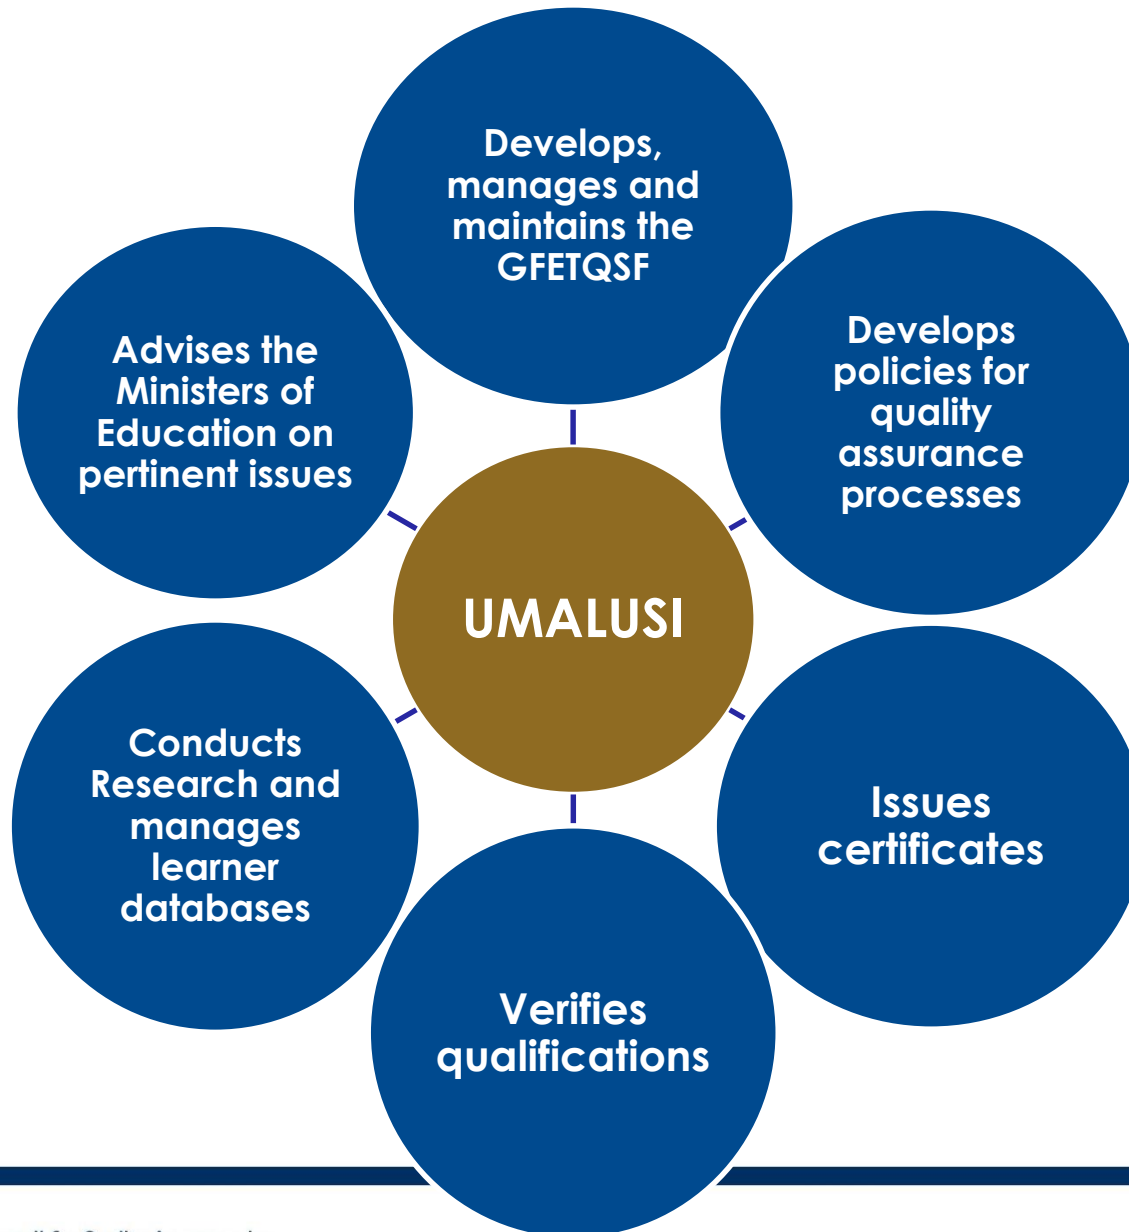 Develops,
manages and
maintains the
GFETQSF
Develops
policies for
quality
assurance
processes
Issues
certificates
Verifies
qualifications
Conducts
Research and
manages
learner
databases
Advises the
Ministers of
Education on
pertinent issues
UMALUSI